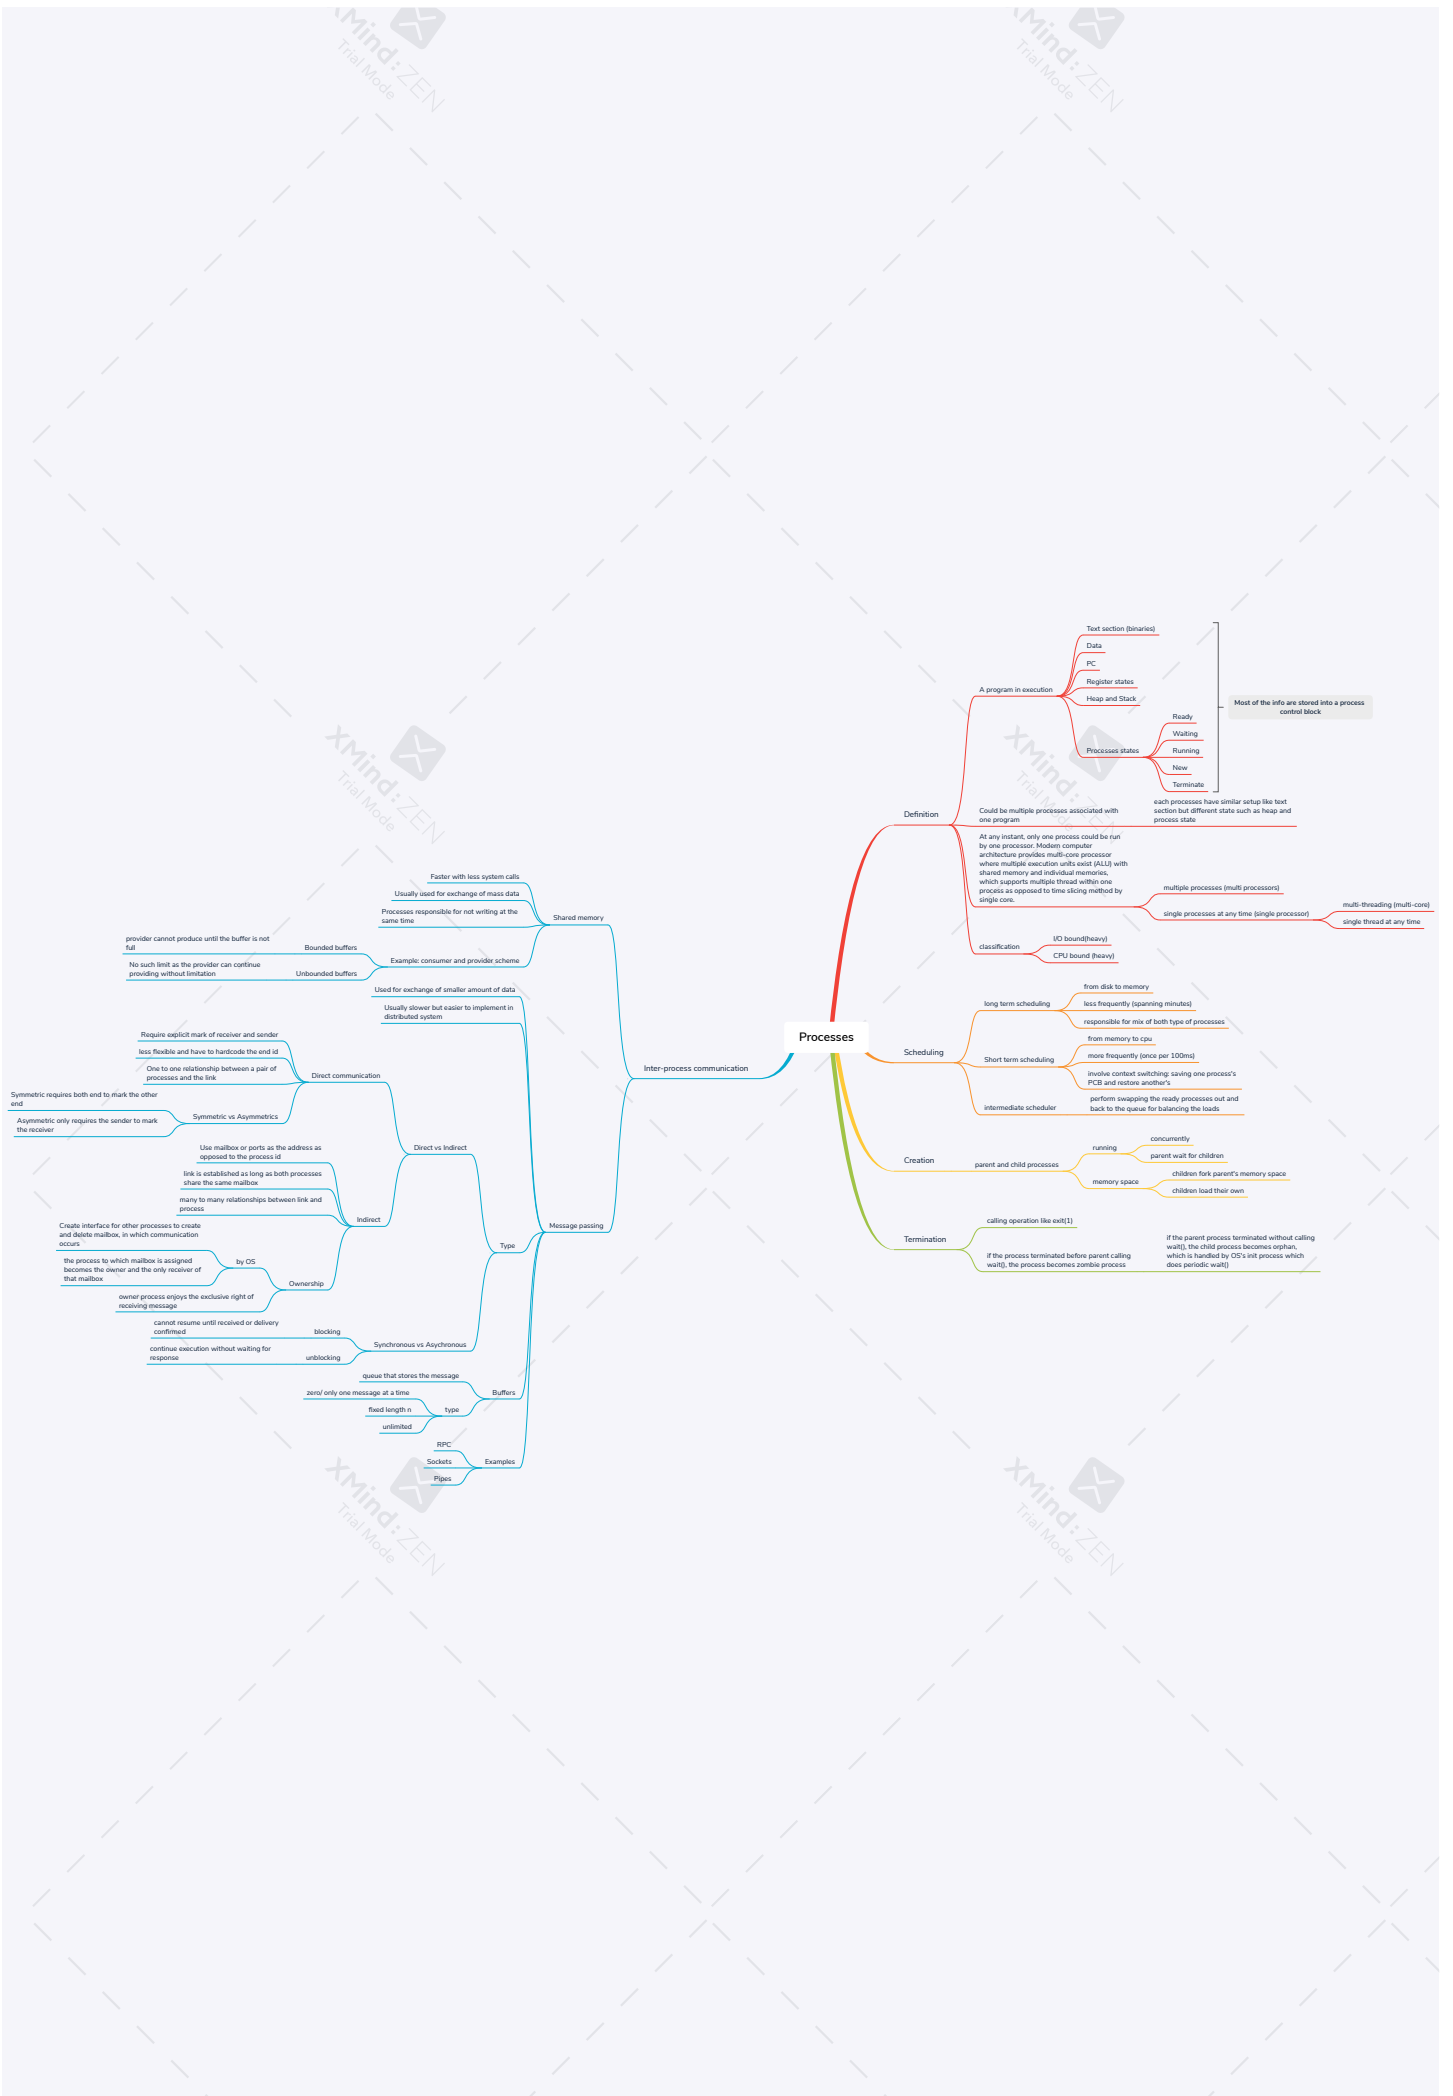 XMind: ZEN
Trial Mode
XMind: ZEN
Trial Mode
XMind: ZEN
Trial Mode
XMind: ZEN
Trial Mode
XMind: ZEN
Trial Mode
XMind: ZEN
Trial Mode
Processes
Definition
A program in execution
Text section (binaries)
Data
PC
Register states
Heap and Stack
Processes states
Ready
Waiting
Running
New
Terminate
Most of the info are stored into a process
control block
Could be multiple processes associated with
one program
each processes have similar setup like text
section but different state such as heap and
process state
At any instant, only one process could be run
by one processor. Modern computer
architecture provides multi-core processor
where multiple execution units exist (ALU) with
shared memory and individual memories,
which supports multiple thread within one
process as opposed to time slicing method by
single core.
multiple processes (multi processors)
single processes at any time (single processor)
multi-threading (multi-core)
single thread at any time
classification
I/O bound(heavy)
CPU bound (heavy)
Scheduling
long term scheduling
from disk to memory
less frequently (spanning minutes)
responsible for mix of both type of processes
Short term scheduling
from memory to cpu
more frequently (once per 100ms)
involve context switching: saving one process's
PCB and restore another's
intermediate scheduler
perform swapping the ready processes out and
back to the queue for balancing the loads
Creation
parent and child processes
running
concurrently
parent wait for children
memory space
children fork parent's memory space
children load their own
Termination
calling operation like exit(1)
if the process terminated before parent calling
wait(), the process becomes zombie process
if the parent process terminated without calling
wait(), the child process becomes orphan,
which is handled by OS's init process which
does periodic wait()
Inter-process communication
Shared memory
Faster with less system calls
Usually used for exchange of mass data
Processes responsible for not writing at the
same time
Example: consumer and provider scheme
Bounded buffers
provider cannot produce until the buffer is not
full
Unbounded buffers
No such limit as the provider can continue
providing without limitation
Message passing
Used for exchange of smaller amount of data
Usually slower but easier to implement in
distributed system
Type
Direct vs Indirect
Direct communication
Require explicit mark of receiver and sender
less flexible and have to hardcode the end id
One to one relationship between a pair of
processes and the link
Symmetric vs Asymmetrics
Symmetric requires both end to mark the other
end
Asymmetric only requires the sender to mark
the receiver
Indirect
Use mailbox or ports as the address as
opposed to the process id
link is established as long as both processes
share the same mailbox
many to many relationships between link and
process
Ownership
by OS
Create interface for other processes to create
and delete mailbox, in which communication
occurs
the process to which mailbox is assigned
becomes the owner and the only receiver of
that mailbox
owner process enjoys the exclusive right of
receiving message
Synchronous vs Asychronous
blocking
cannot resume until received or delivery
confirmed
unblocking
continue execution without waiting for
response
Buffers
queue that stores the message
type
zero/ only one message at a time
fixed length n
unlimited
Examples
RPC
Sockets
Pipes